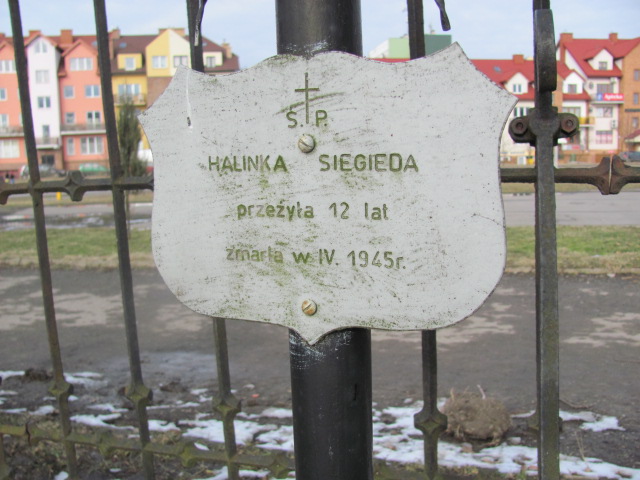 Ś. P.
HALINKA SIEGIEDA
przeżyła 12 lat
zmarła w IV. 1945r.